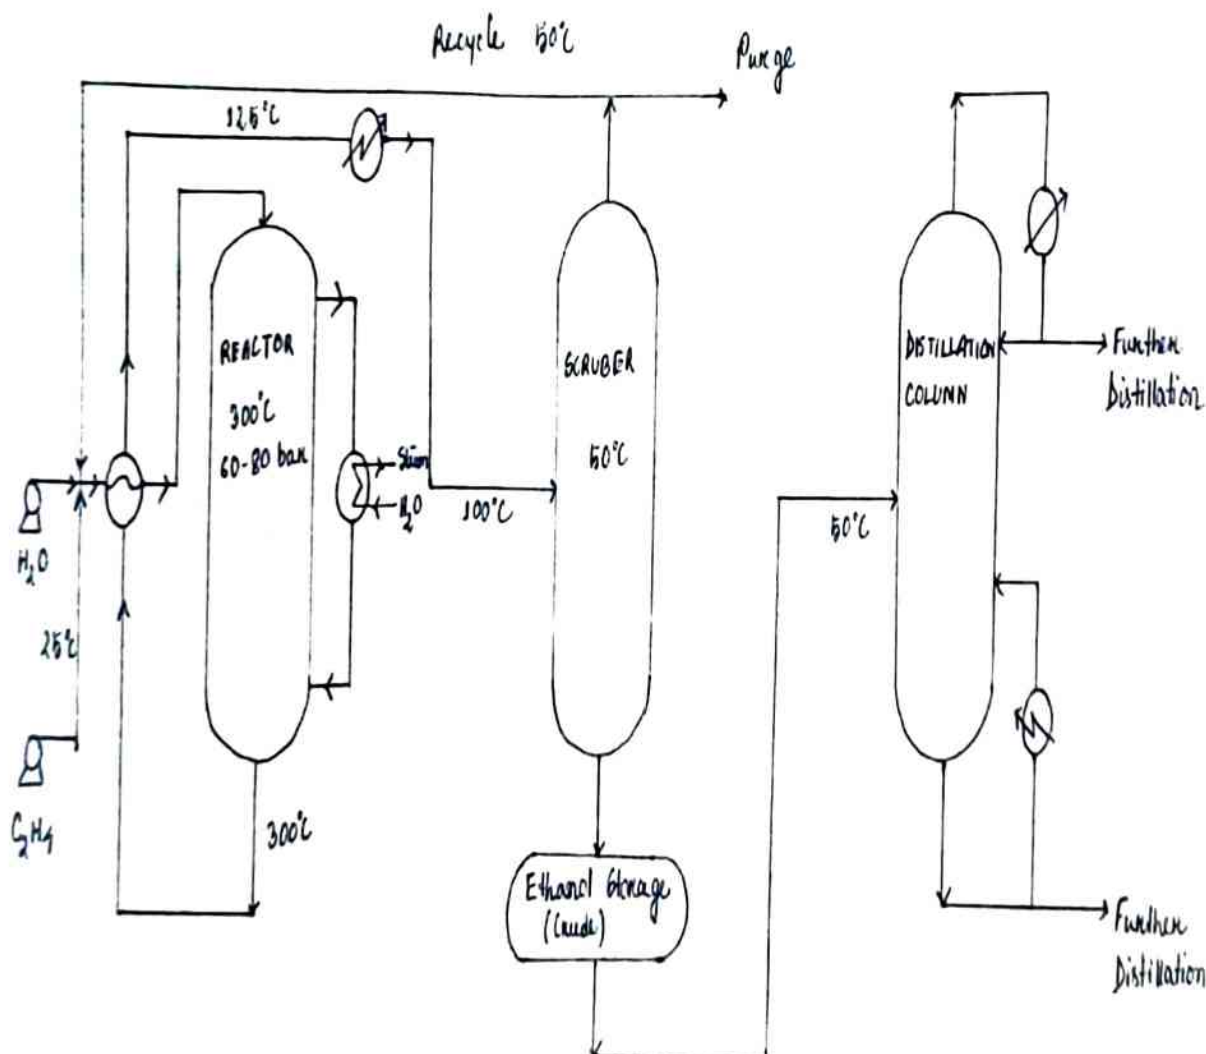 Recycle 50°C
Purge
125°C
REACTOR
300°C
60-80 bar
SCRUBER
50°C
DISTILLATION
COLUMN
Further
Distillation
Steam
H₂O
100°C
50°C
H₂O
25°C
C₂H₄
300°C
Ethanol Storage
(Crude)
Further
Distillation